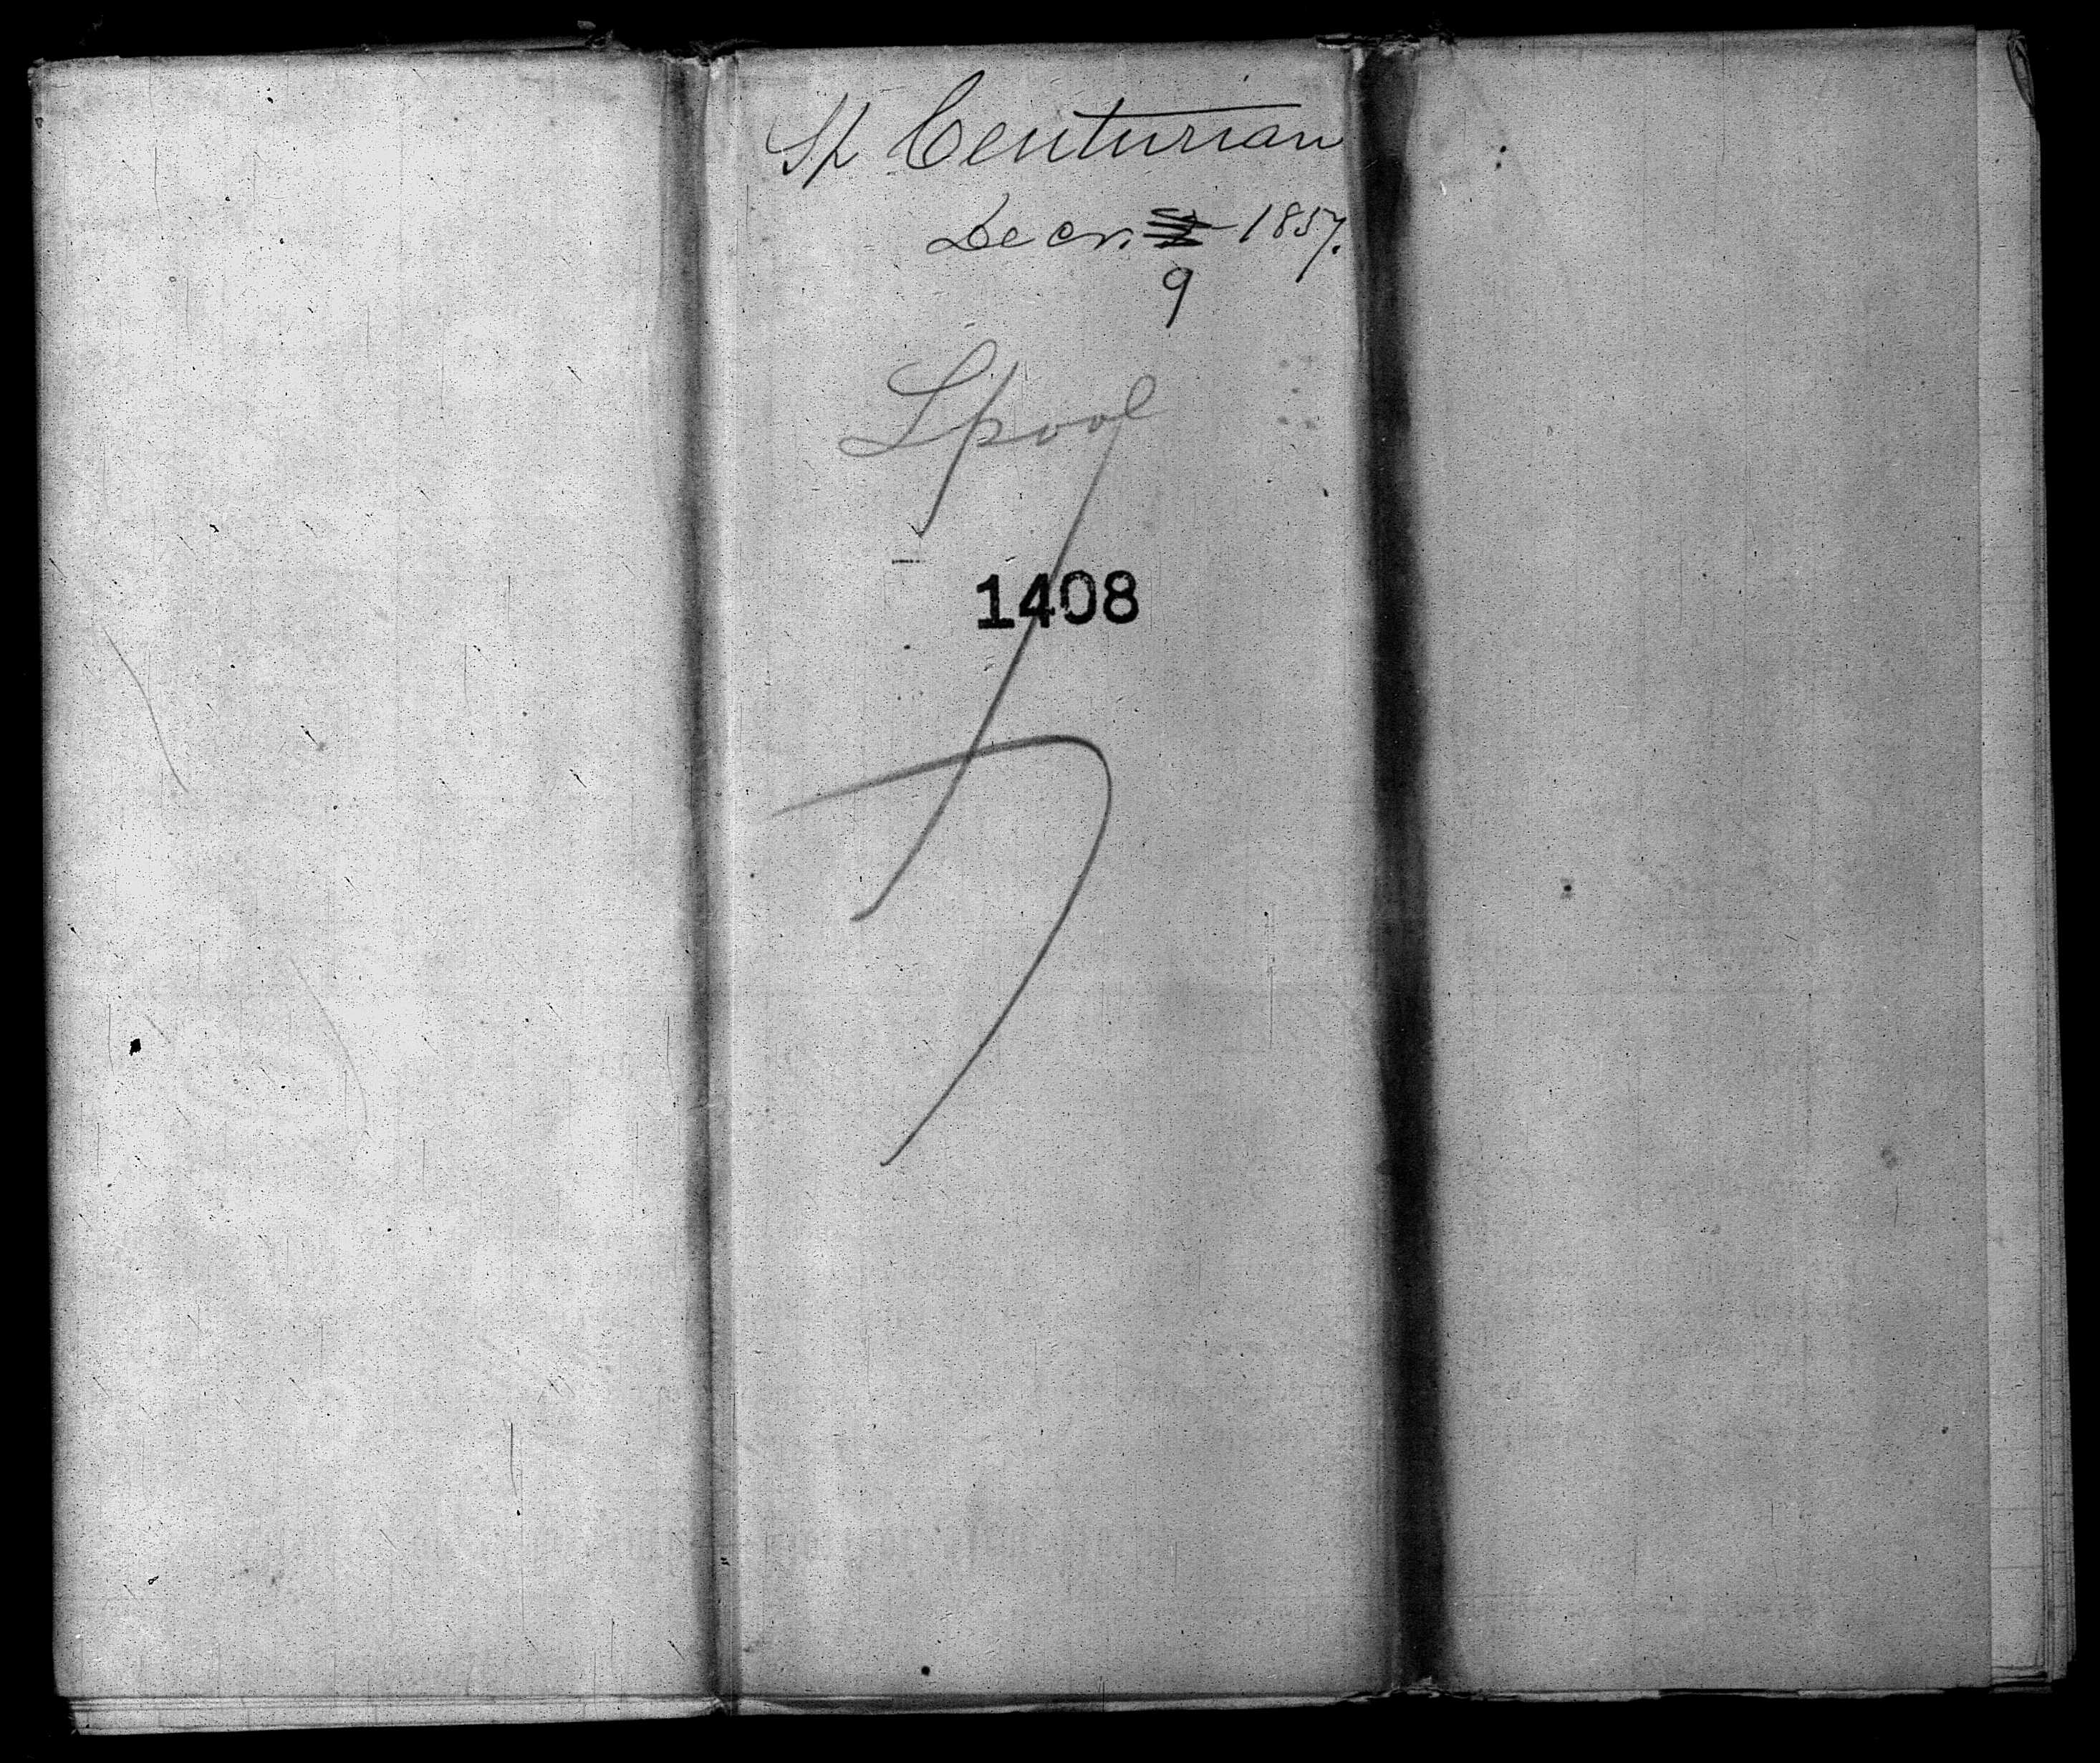 Sp Centurian
Decr. 1857.
9
Lpool
1408